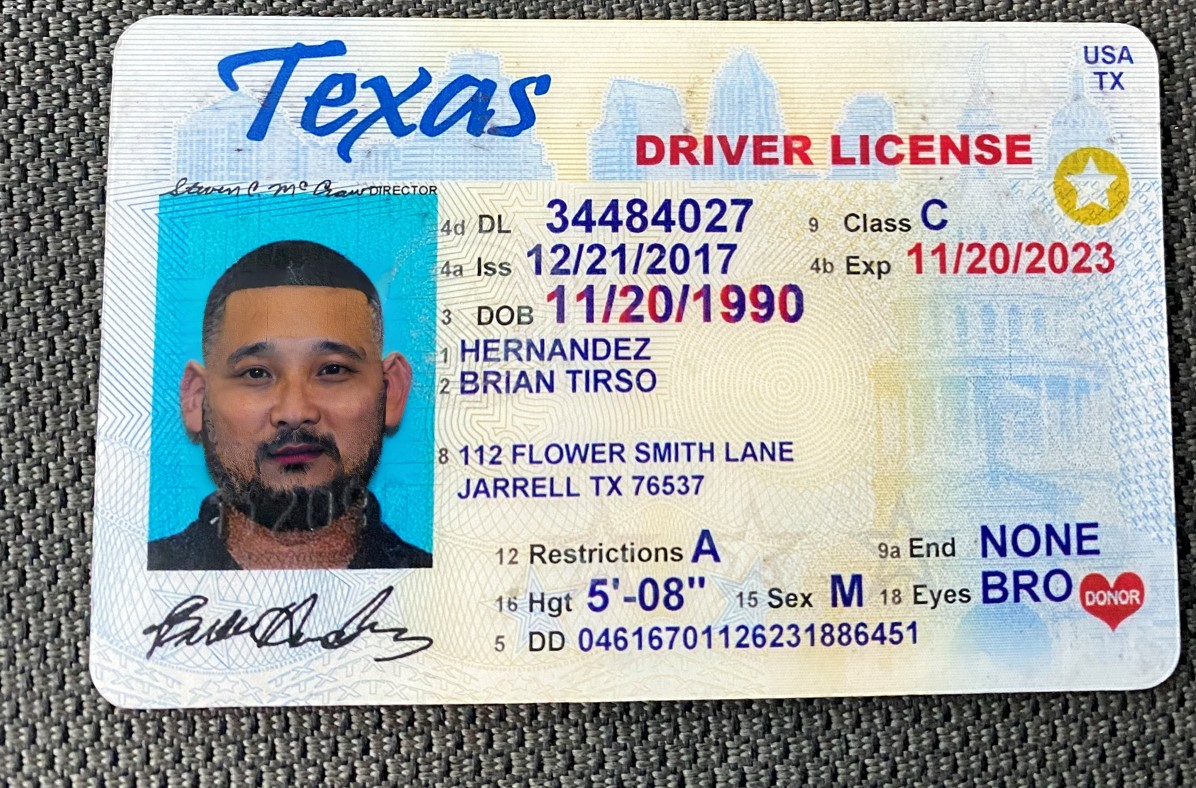 Texas
USA
TX
DRIVER LICENSE
Steven C. McCraw DIRECTOR
4d DL 34484027 9 Class C
4a Iss 12/21/2017 4b Exp 11/20/2023
3 DOB 11/20/1990
1 HERNANDEZ
2 BRIAN TIRSO
8 112 FLOWER SMITH LANE
JARRELL TX 76537
12 Restrictions A 9a End NONE
16 Hgt 5'-08" 15 Sex M 18 Eyes BRO DONOR
5 DD 04616701126231886451